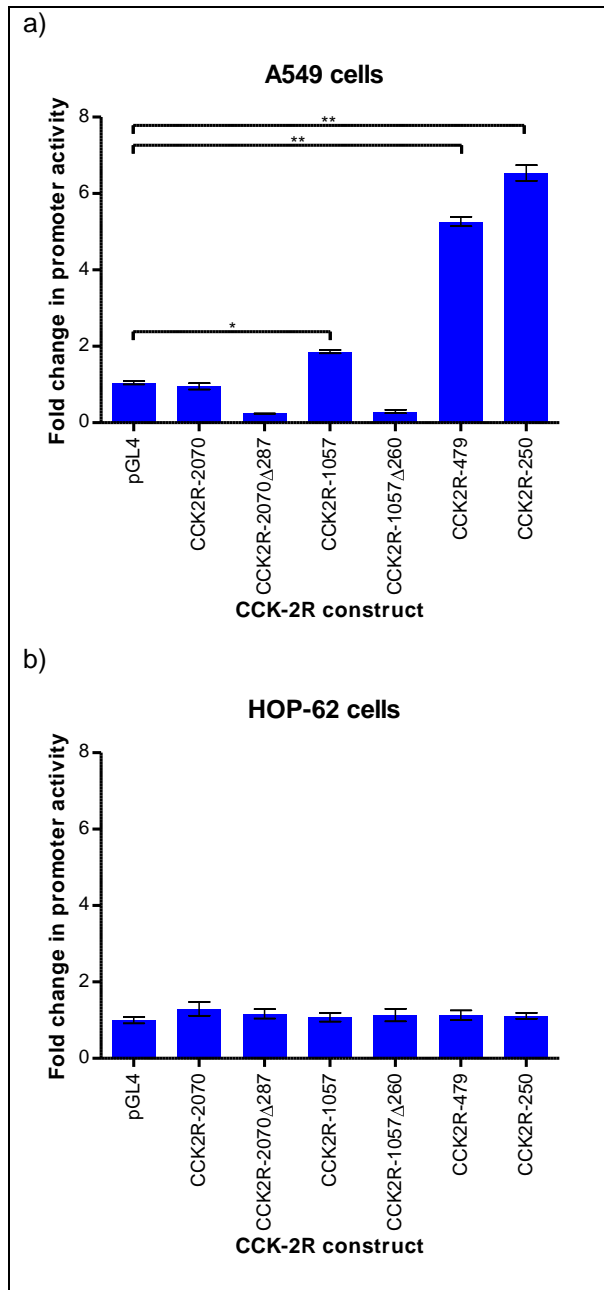 a)
A549 cells
Fold change in promoter activity
8
6
4
2
0
**
**
*
pGL4
CCK2R-2070
CCK2R-2070Δ287
CCK2R-1057
CCK2R-1057Δ260
CCK2R-479
CCK2R-250
CCK-2R construct
b)
HOP-62 cells
Fold change in promoter activity
8
6
4
2
0
pGL4
CCK2R-2070
CCK2R-2070Δ287
CCK2R-1057
CCK2R-1057Δ260
CCK2R-479
CCK2R-250
CCK-2R construct